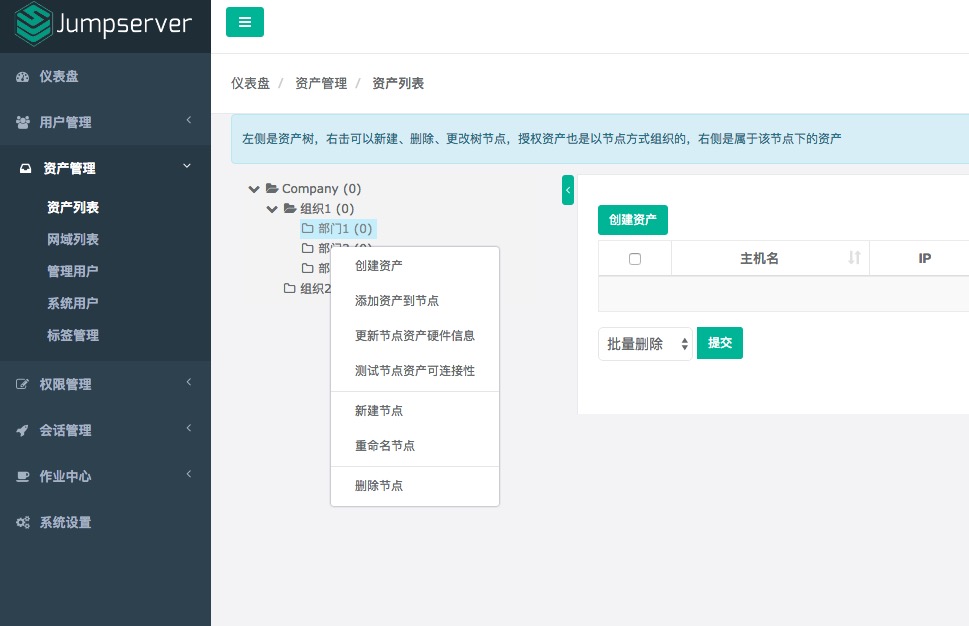 Jumpserver
仪表盘
用户管理
资产管理
资产列表
网域列表
管理用户
系统用户
标签管理
权限管理
会话管理
作业中心
系统设置
仪表盘 / 资产管理 / 资产列表
左侧是资产树，右击可以新建、删除、更改树节点，授权资产也是以节点方式组织的，右侧是属于该节点下的资产
Company (0)
组织1 (0)
部门1 (0)
部
组织2
创建资产
添加资产到节点
更新节点资产硬件信息
测试节点资产可连接性
新建节点
重命名节点
删除节点
创建资产
主机名 IP
批量删除 提交